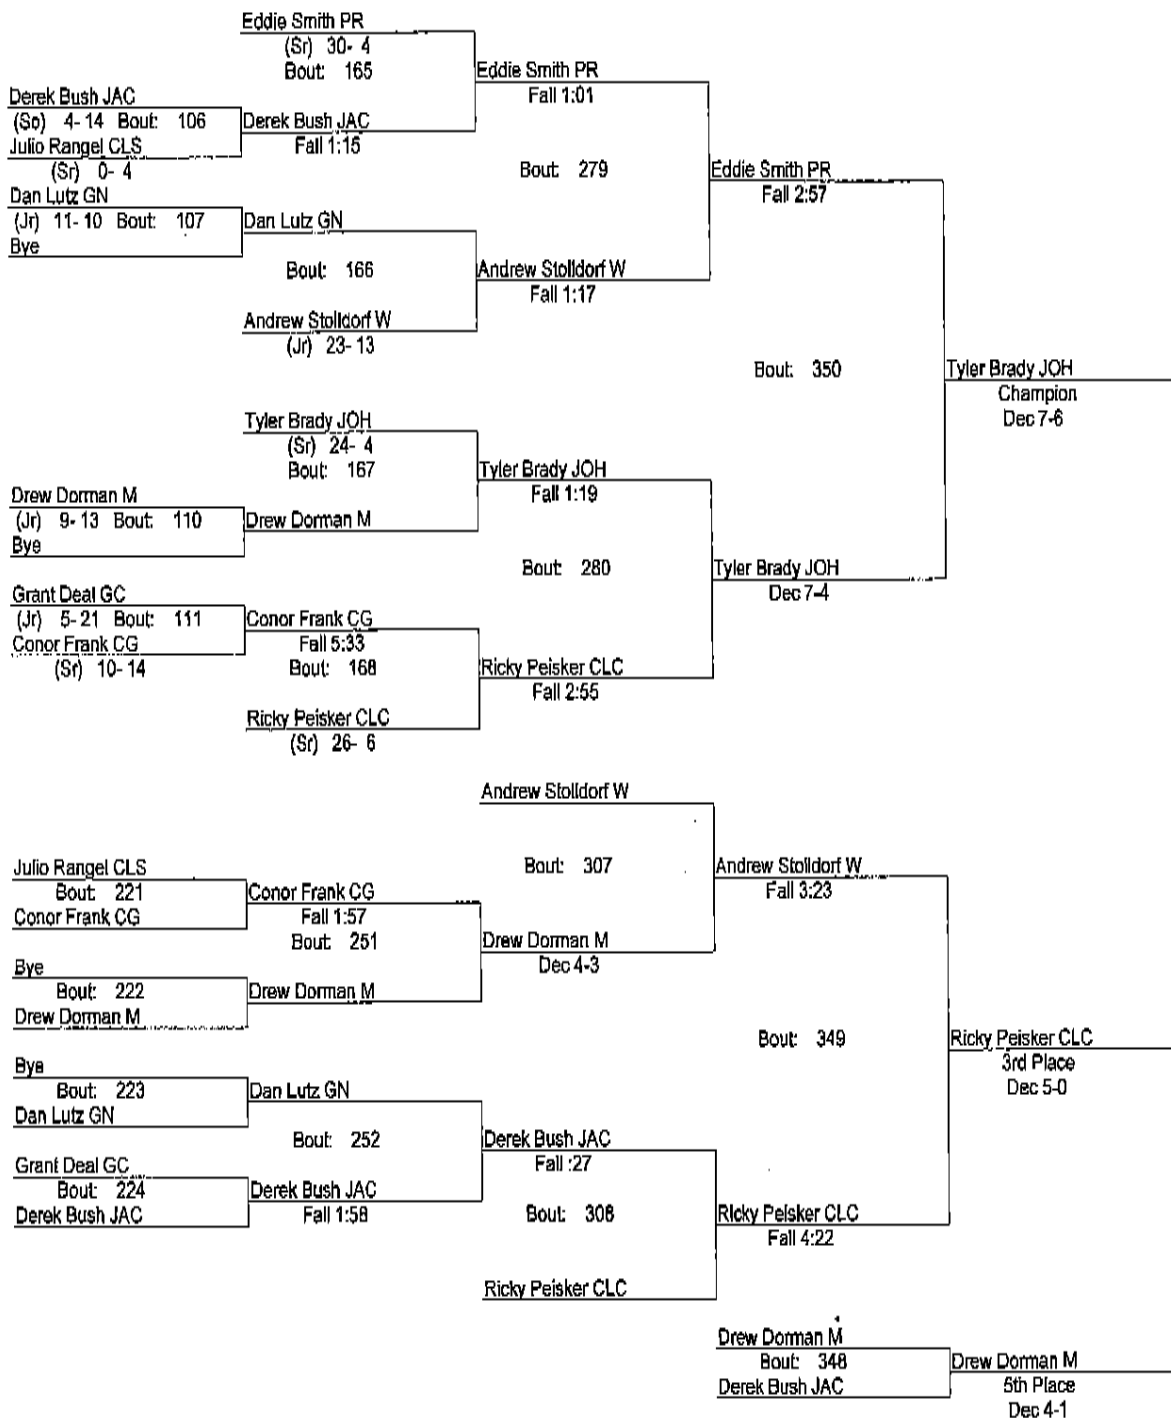 Eddie Smith PR
(Sr) 30- 4
Bout: 165
Eddie Smith PR
Fall 1:01
Derek Bush JAC
(So) 4-14 Bout: 106
Derek Bush JAC
Fall 1:15
Julio Rangel CLS
(Sr) 0- 4
Bout: 279
Eddie Smith PR
Fall 2:57
Dan Lutz GN
(Jr) 11-10 Bout: 107
Dan Lutz GN
Bye
Bout: 166
Andrew Stolldorf W
Fall 1:17
Andrew Stolldorf W
(Jr) 23-13
Bout: 350
Tyler Brady JOH
Champion
Dec 7-6
Tyler Brady JOH
(Sr) 24- 4
Bout: 167
Tyler Brady JOH
Fall 1:19
Drew Dorman M
(Jr) 9-13 Bout: 110
Drew Dorman M
Bye
Bout: 280
Tyler Brady JOH
Dec 7-4
Grant Deal GC
(Jr) 5-21 Bout: 111
Conor Frank CG
Fall 5:33
Conor Frank CG
(Sr) 10-14
Bout: 168
Ricky Peisker CLC
Fall 2:55
Ricky Peisker CLC
(Sr) 26- 6
Andrew Stolldorf W
Bout: 307
Andrew Stolldorf W
Fall 3:23
Julio Rangel CLS
Bout: 221
Conor Frank CG
Conor Frank CG
Fall 1:57
Bout: 251
Drew Dorman M
Dec 4-3
Bye
Bout: 222
Drew Dorman M
Drew Dorman M
Bout: 349
Ricky Peisker CLC
3rd Place
Dec 5-0
Bye
Bout: 223
Dan Lutz GN
Dan Lutz GN
Bout: 252
Derek Bush JAC
Fall :27
Grant Deal GC
Bout: 224
Derek Bush JAC
Derek Bush JAC
Fall 1:58
Bout: 308
Ricky Peisker CLC
Fall 4:22
Ricky Peisker CLC
Drew Dorman M
Bout: 348
Derek Bush JAC
Drew Dorman M
5th Place
Dec 4-1